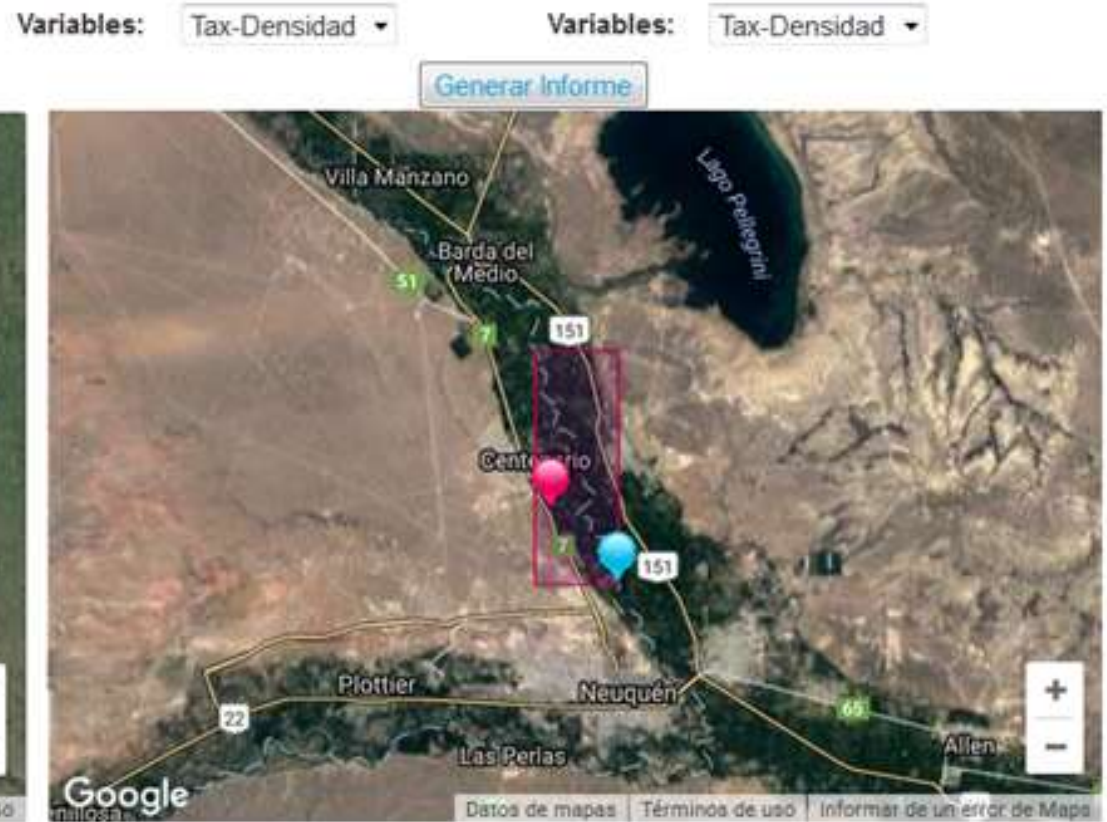 Variables: Tax-Densidad
Variables: Tax-Densidad
Generar Informe
Villa Manzano
Lago Pellegrini
Barda del
Medio
51
7
151
Centenario
7
151
Plottier
Neuquén
22
65
Las Perlas
Allen
+
−
Google
Datos de mapas
Términos de uso
Informar de un error de Maps